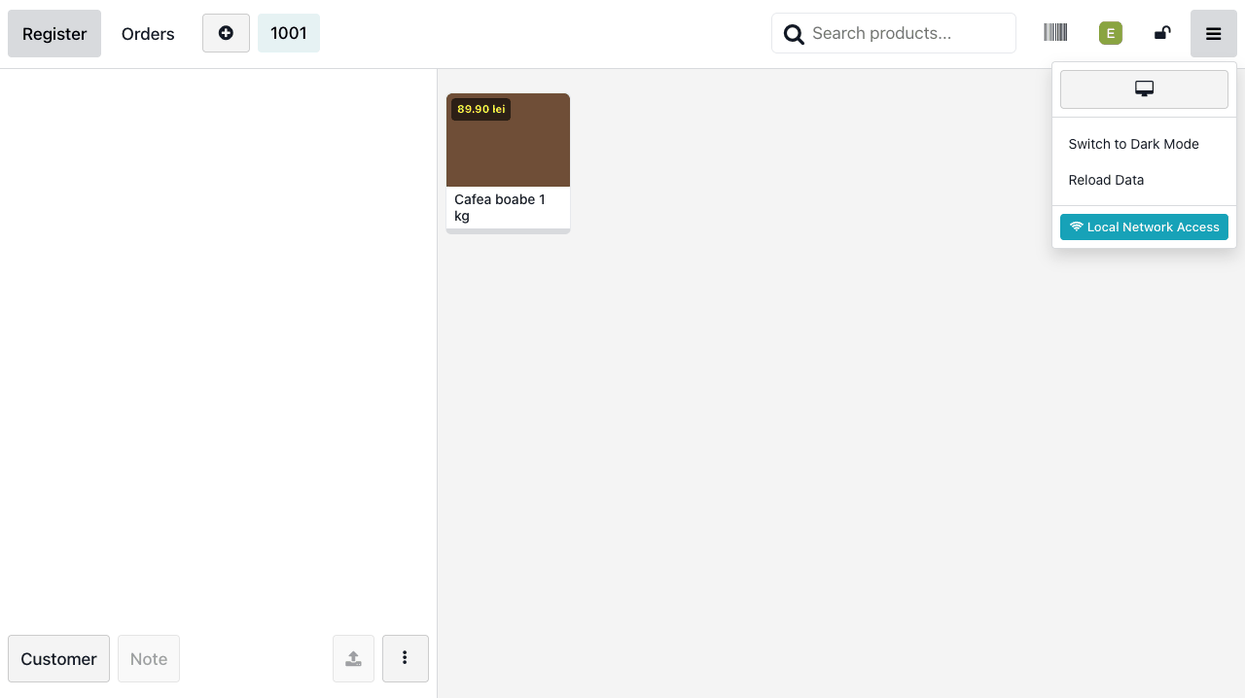 Register
Orders
1001
Search products...
E
Switch to Dark Mode
Reload Data
Local Network Access
89.90 lei
Cafea boabe 1
kg
Customer
Note